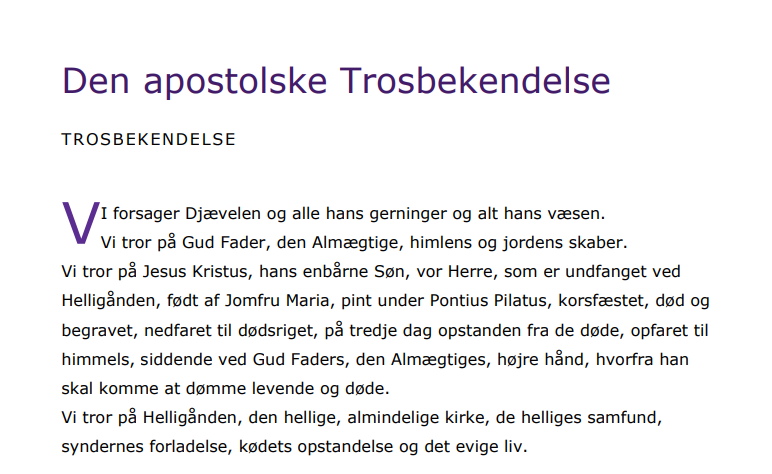 Den apostolske Trosbekendelse
TROSBEKENDELSE
VI forsager Djævelen og alle hans gerninger og alt hans væsen.
Vi tror på Gud Fader, den Almægtige, himlens og jordens skaber.
Vi tror på Jesus Kristus, hans enbårne Søn, vor Herre, som er undfanget ved
Helligånden, født af Jomfru Maria, pint under Pontius Pilatus, korsfæstet, død og
begravet, nedfaret til dødsriget, på tredje dag opstanden fra de døde, opfaret til
himmels, siddende ved Gud Faders, den Almægtiges, højre hånd, hvorfra han
skal komme at dømme levende og døde.
Vi tror på Helligånden, den hellige, almindelige kirke, de helliges samfund,
syndernes forladelse, kødets opstandelse og det evige liv.